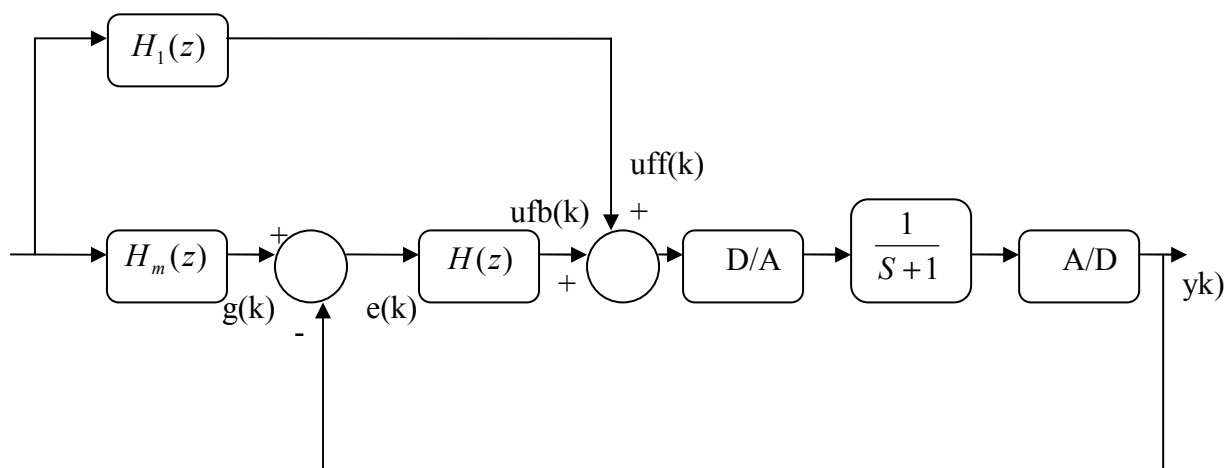 H₁(z)
uff(k)
ufb(k)
+
+
Hₘ(z)
+
H(z)
+
D/A
1
S + 1
A/D
g(k)
-
e(k)
yk)